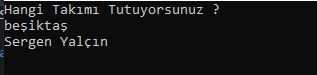 Hangi Takımı Tutuyorsunuz ?
beşiktaş
Sergen Yalçın